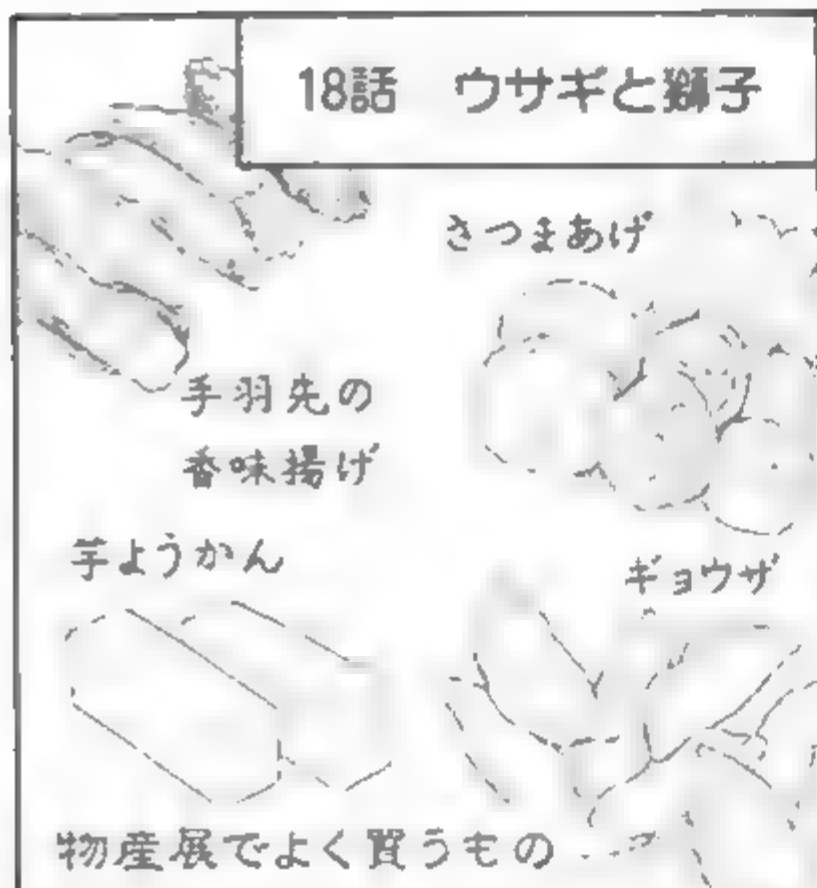 18話 ウサギと獅子
さつまあげ
手羽先の
香味揚げ
芋ようかん
ギョウザ
物産展でよく買うもの